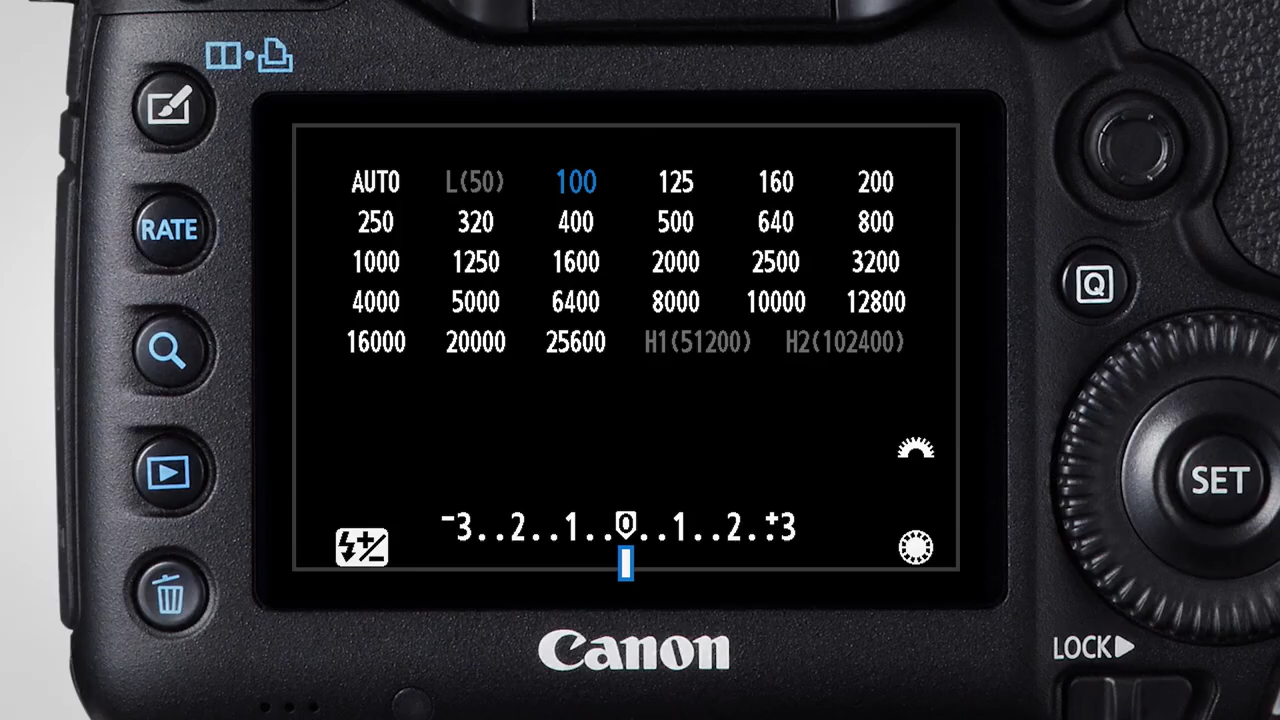 RATE
AUTO L(50) 100 125 160 200
250 320 400 500 640 800
1000 1250 1600 2000 2500 3200
4000 5000 6400 8000 10000 12800
16000 20000 25600 H1(51200) H2(102400)
-3..2..1..0..1..2..+3
Q
SET
Canon
LOCK▶